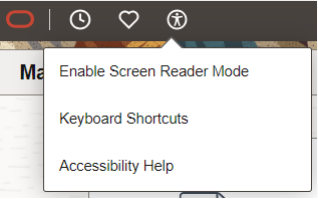 Ma
Enable Screen Reader Mode
Keyboard Shortcuts
Accessibility Help